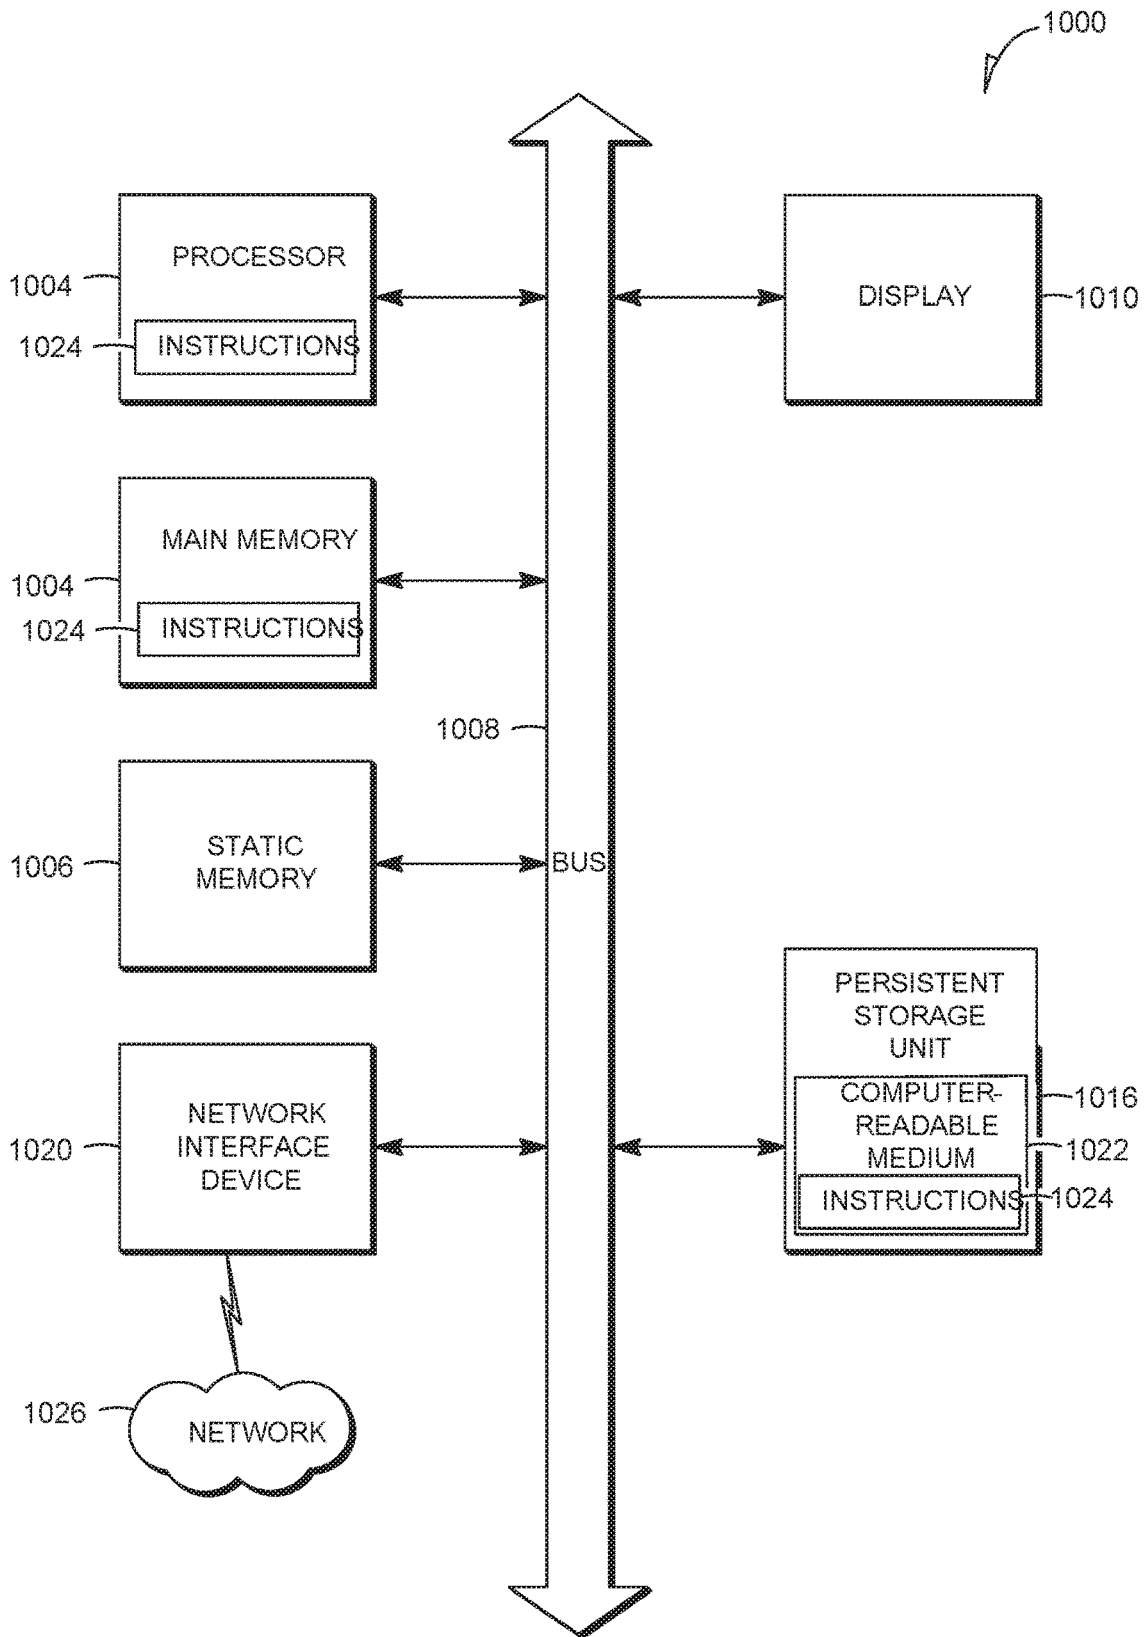 1000
PROCESSOR
1004
1024
INSTRUCTIONS
DISPLAY
1010
MAIN MEMORY
1004
1024
INSTRUCTIONS
1008
STATIC
MEMORY
1006
BUS
PERSISTENT
STORAGE
UNIT
COMPUTER-
READABLE
MEDIUM
INSTRUCTIONS
1016
1022
1024
NETWORK
INTERFACE
DEVICE
1020
1026
NETWORK